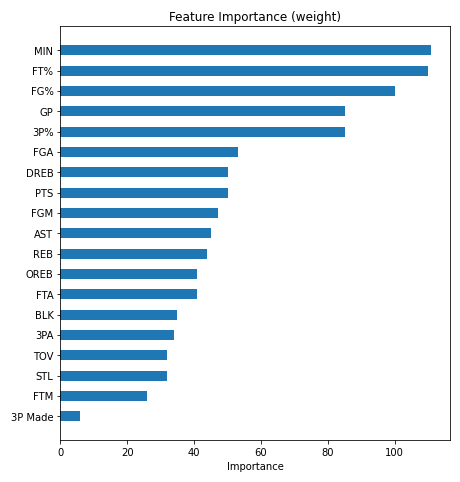 Feature Importance (weight)
MIN
FT%
FG%
GP
3P%
FGA
DREB
PTS
FGM
AST
REB
OREB
FTA
BLK
3PA
TOV
STL
FTM
3P Made
0 20 40 60 80 100
Importance